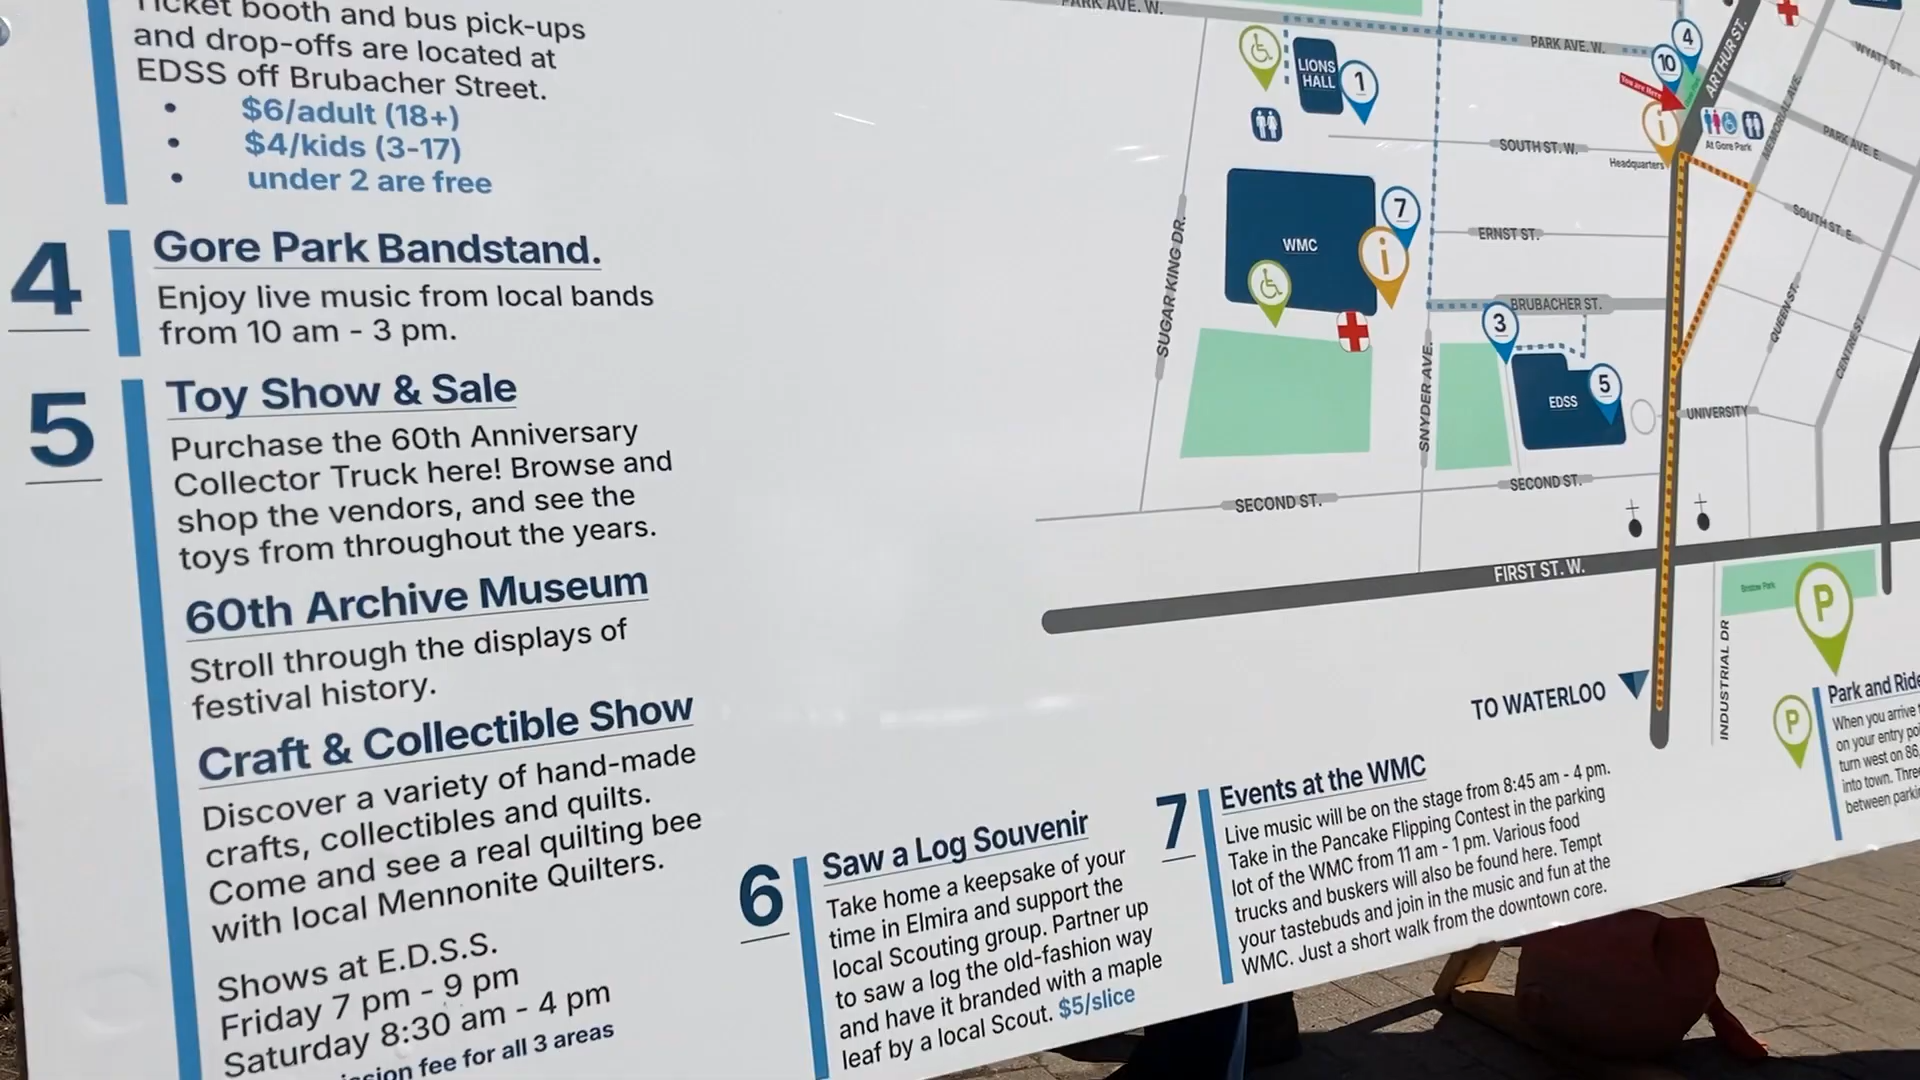 Ticket booth and bus pick-ups
and drop-offs are located at
EDSS off Brubacher Street.
• $6/adult (18+)
• $4/kids (3-17)
• under 2 are free
4
Gore Park Bandstand.
Enjoy live music from local bands
from 10 am - 3 pm.
5
Toy Show & Sale
Purchase the 60th Anniversary
Collector Truck here! Browse and
shop the vendors, and see the
toys from throughout the years.
60th Archive Museum
Stroll through the displays of
festival history.
Craft & Collectible Show
Discover a variety of hand-made
crafts, collectibles and quilts.
Come and see a real quilting bee
with local Mennonite Quilters.
Shows at E.D.S.S.
Friday 7 pm - 9 pm
Saturday 8:30 am - 4 pm
fee for all 3 areas
6
Saw a Log Souvenir
Take home a keepsake of your
time in Elmira and support the
local Scouting group. Partner up
to saw a log the old-fashion way
and have it branded with a maple
leaf by a local Scout. $5/slice
7
Events at the WMC
Live music will be on the stage from 8:45 am - 4 pm.
Take in the Pancake Flipping Contest in the parking
lot of the WMC from 11 am - 1 pm. Various food
trucks and buskers will also be found here. Tempt
your tastebuds and join in the music and fun at the
WMC. Just a short walk from the downtown core.
PARK AVE. W.
PARK AVE. W.
LIONS
HALL
1
4
10
You are Here
ARTHUR ST.
WYATT ST.
MEMORIAL AVE.
PARK AVE. E.
i
At Gore Park
Headquarters
SOUTH ST. W.
SOUTH ST. E.
WMC
7
i
SUGAR KING DR.
ERNST ST.
BRUBACHER ST.
QUEEN ST.
CENTRE ST.
3
EDSS
5
SNYDER AVE.
UNIVERSITY
SECOND ST.
SECOND ST.
FIRST ST. W.
P
INDUSTRIAL DR
TO WATERLOO
P
Park and Ride
When you arrive
on your entry
turn west on 86
into town.
between